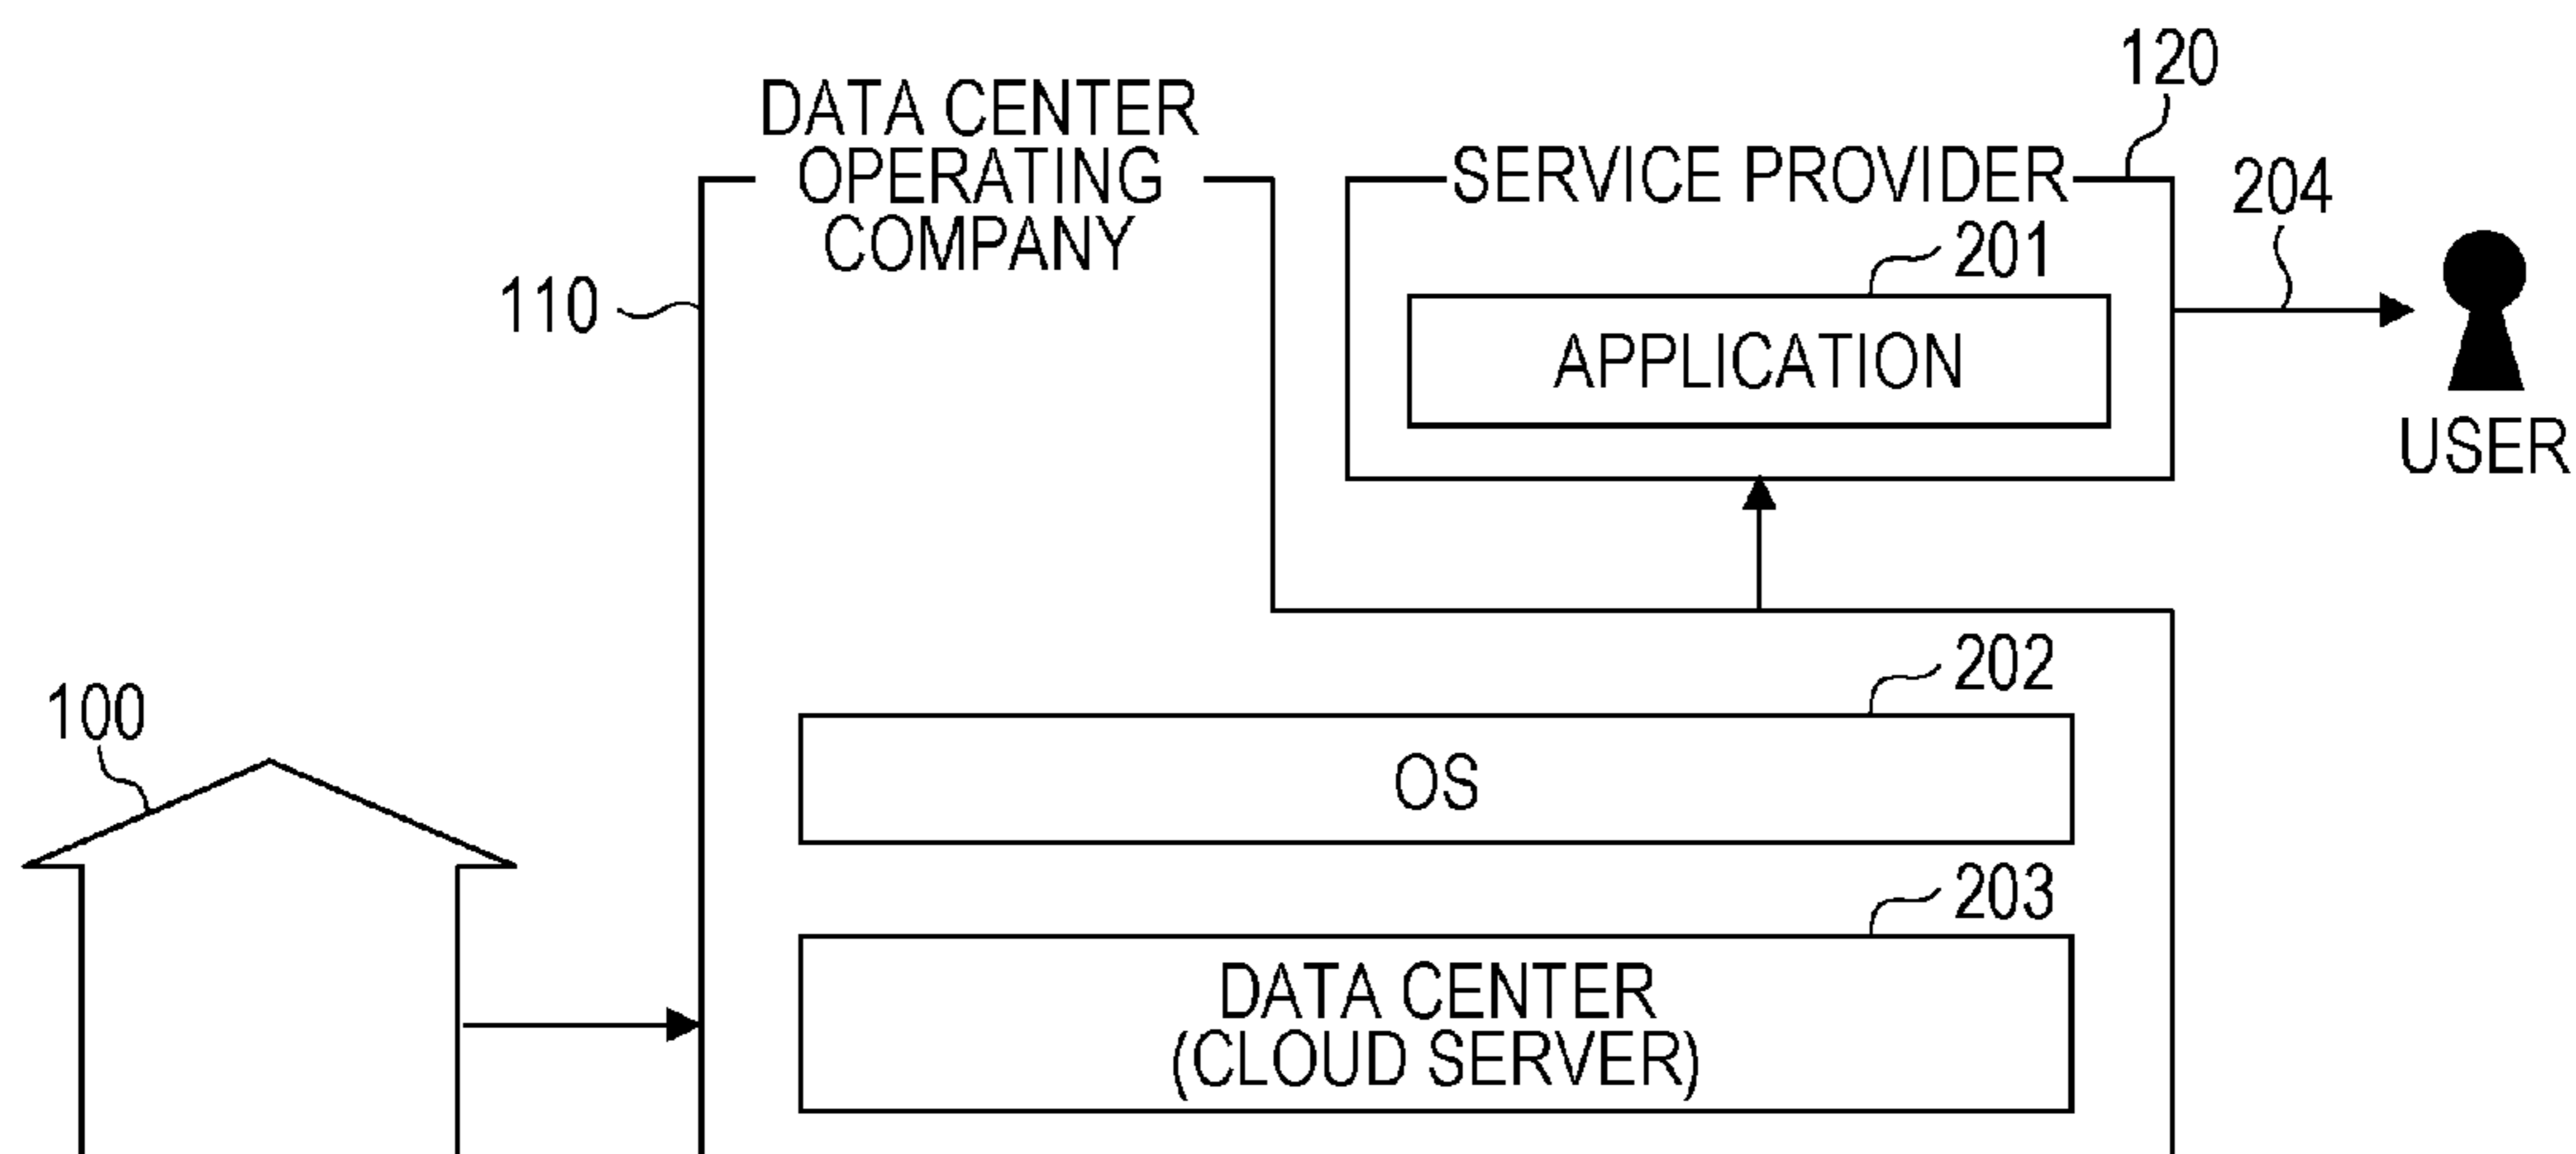 120
DATA CENTER
OPERATING
COMPANY
SERVICE PROVIDER
204
201
110
APPLICATION
USER
202
100
OS
203
DATA CENTER
(CLOUD SERVER)